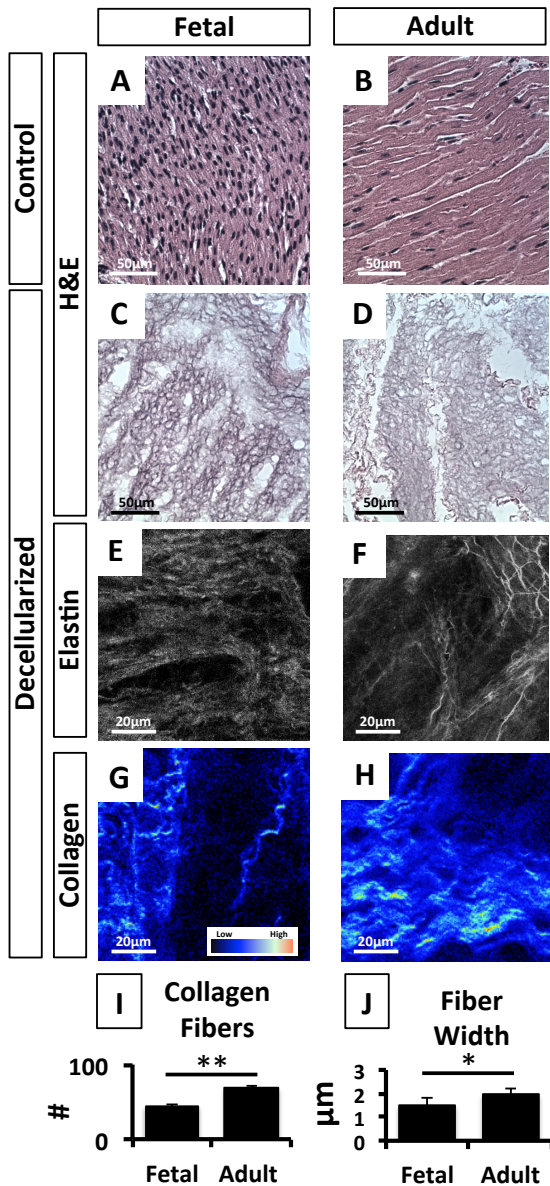 Fetal
Adult
Control
Decellularized
H&E
Elastin
Collagen
A
50µm
B
50µm
C
50µm
D
50µm
E
20µm
F
20µm
G
Low High
20µm
H
20µm
I
Collagen
Fibers
100
0
#
**
Fetal Adult
J
Fiber
Width
3
2
1
0
µm
*
Fetal Adult